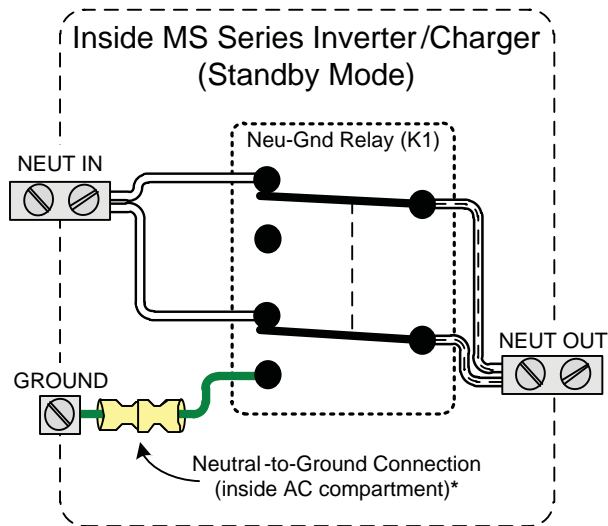 Inside MS Series Inverter/Charger
(Standby Mode)
Neu-Gnd Relay (K1)
NEUT IN
NEUT OUT
GROUND
Neutral-to-Ground Connection
(inside AC compartment)*